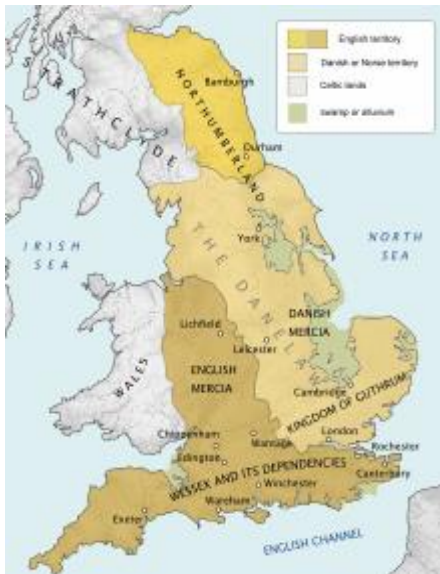 English territory
Danish or Norse territory
Celtic lands
swamp or alluvium
STRATHCLYDE
NORTHUMBERLAND
Bamburgh
Durham
IRISH SEA
NORTH SEA
York
THE DANELAW
DANISH MERCIA
Lichfield
Leicester
ENGLISH MERCIA
WALES
Cambridge
KINGDOM OF GUTHRUM
Chippenham
Wantage
London
Rochester
Edington
WESSEX AND ITS DEPENDENCIES
Canterbury
Winchester
Wareham
Exeter
ENGLISH CHANNEL